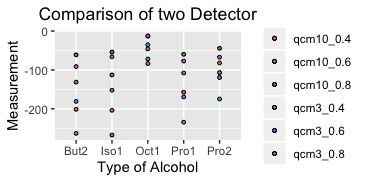 Comparison of two Detector
Measurement
0
-100
-200
But2 Iso1 Oct1 Pro1 Pro2
Type of Alcohol
qcm10_0.4
qcm10_0.6
qcm10_0.8
qcm3_0.4
qcm3_0.6
qcm3_0.8